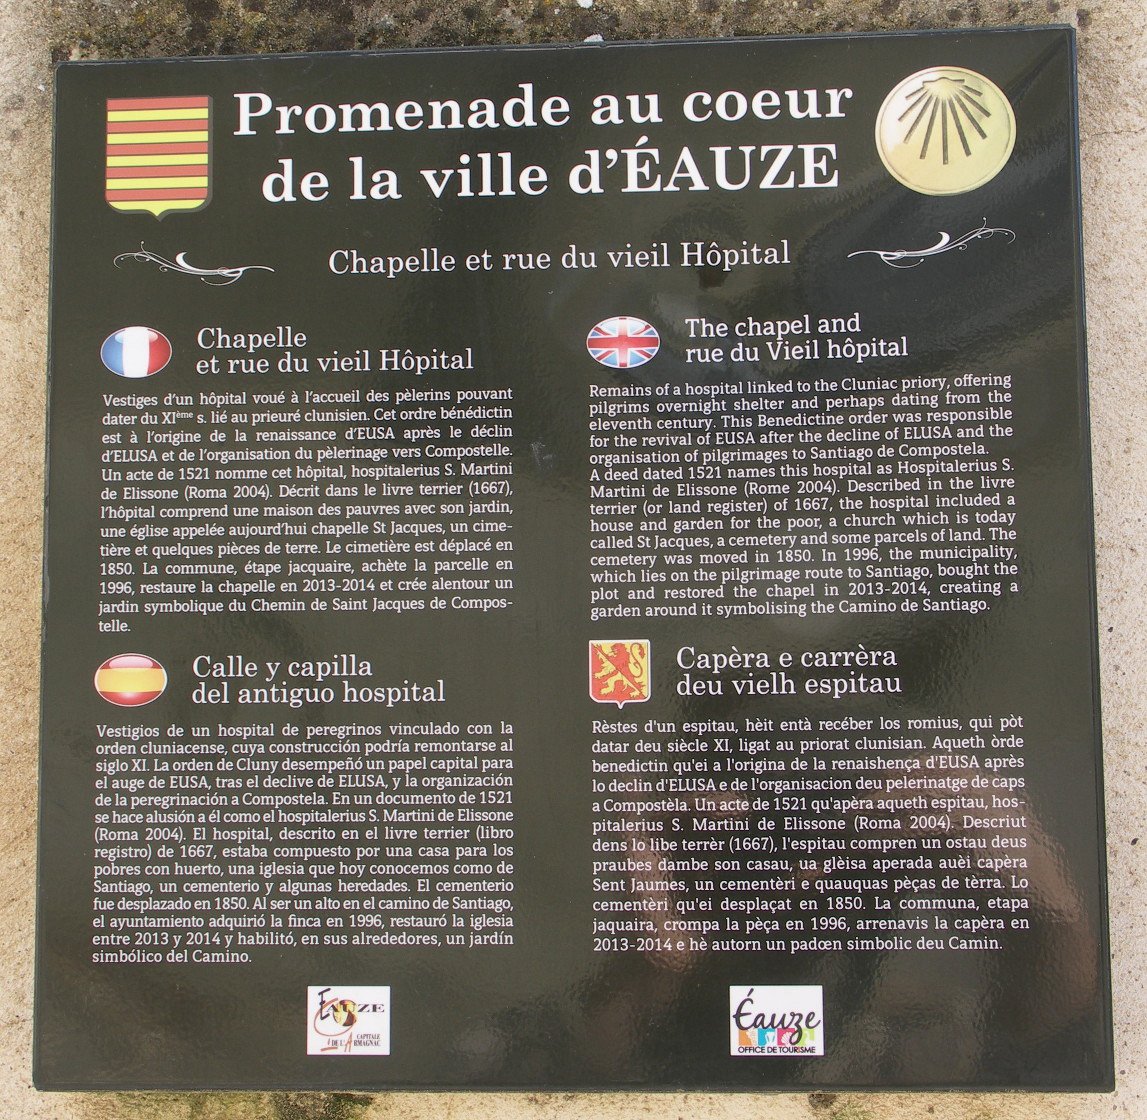 Promenade au coeur
de la ville d'ÉAUZE
Chapelle et rue du vieil Hôpital
Chapelle
et rue du vieil Hôpital
Vestiges d'un hôpital voué à l'accueil des pèlerins pouvant
dater du XIème s. lié au prieuré clunisien. Cet ordre bénédictin
est à l'origine de la renaissance d'EUSA après le déclin
d'ELUSA et de l'organisation du pèlerinage vers Compostelle.
Un acte de 1521 nomme cet hôpital, hospitalerius S. Martini
de Elissone (Roma 2004). Décrit dans le livre terrier (1667),
l'hôpital comprend une maison des pauvres avec son jardin,
une église appelée aujourd'hui chapelle St Jacques, un cime-
tière et quelques pièces de terre. Le cimetière est déplacé en
1850. La commune, étape jacquaire, achète la parcelle en
1996, restaure la chapelle en 2013-2014 et crée alentour un
jardin symbolique du Chemin de Saint Jacques de Compos-
telle.
The chapel and
rue du Vieil hôpital
Remains of a hospital linked to the Cluniac priory, offering
pilgrims overnight shelter and perhaps dating from the
eleventh century. This Benedictine order was responsible
for the revival of EUSA after the decline of ELUSA and the
organisation of pilgrimages to Santiago de Compostela.
A deed dated 1521 names this hospital as Hospitalerius S.
Martini de Elissone (Rome 2004). Described in the livre
terrier (or land register) of 1667, the hospital included a
house and garden for the poor, a church which is today
called St Jacques, a cemetery and some parcels of land. The
cemetery was moved in 1850. In 1996, the municipality,
which lies on the pilgrimage route to Santiago, bought the
plot and restored the chapel in 2013-2014, creating a
garden around it symbolising the Camino de Santiago.
Calle y capilla
del antiguo hospital
Vestigios de un hospital de peregrinos vinculado con la
orden cluniacense, cuya construcción podría remontarse al
siglo XI. La orden de Cluny desempeñó un papel capital para
el auge de EUSA, tras el declive de ELUSA, y la organización
de la peregrinación a Compostela. En un documento de 1521
se hace alusión a él como el hospitalerius S. Martini de Elissone
(Roma 2004). El hospital, descrito en el livre terrier (libro
registro) de 1667, estaba compuesto por una casa para los
pobres con huerto, una iglesia que hoy conocemos como de
Santiago, un cementerio y algunas heredades. El cementerio
fue desplazado en 1850. Al ser un alto en el camino de Santiago,
el ayuntamiento adquirió la finca en 1996, restauró la iglesia
entre 2013 y 2014 y habilitó, en sus alrededores, un jardín
simbólico del Camino.
Capèra e carrèra
deu vielh espitau
Rèstes d'un espitau, hèit entà recéber los romius, qui pòt
datar deu siècle XI, ligat au priorat clunisian. Aqueth òrde
benedictin qu'ei a l'origina de la renaishença d'EUSA après
lo declin d'ELUSA e de l'organisacion deu pelerinatge de caps
a Compostèla. Un acte de 1521 qu'apèra aqueth espitau, hos-
pitalerius S. Martini de Elissone (Roma 2004). Descriut
dens lo libe terrèr (1667), l'espitau compren un ostau deus
praubes dambe son casau, ua glèisa aperada auèi capèra
Sent Jaumes, un cementèri e quauquas pèças de tèrra. Lo
cementèri qu'ei desplaçat en 1850. La communa, etapa
jaquaira, crompa la pèça en 1996, arrenavis la capèra en
2013-2014 e hè autorn un padœn simbolic deu Camin.
EAUZE
CAPITALE
DE L'ARMAGNAC
Éauze
OFFICE DE TOURISME